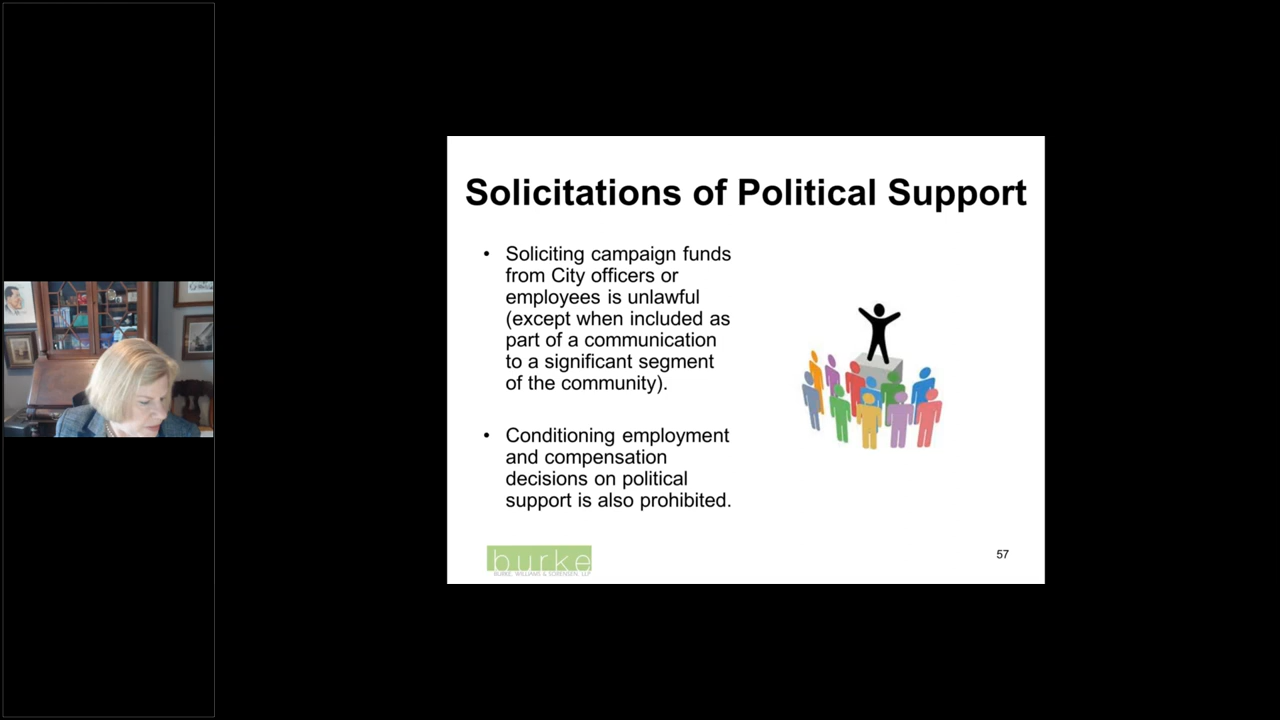 Solicitations of Political Support
• Soliciting campaign funds
from City officers or
employees is unlawful
(except when included as
part of a communication
to a significant segment
of the community).
• Conditioning employment
and compensation
decisions on political
support is also prohibited.
burke
BURKE, WILLIAMS & SORENSEN, LLP
57